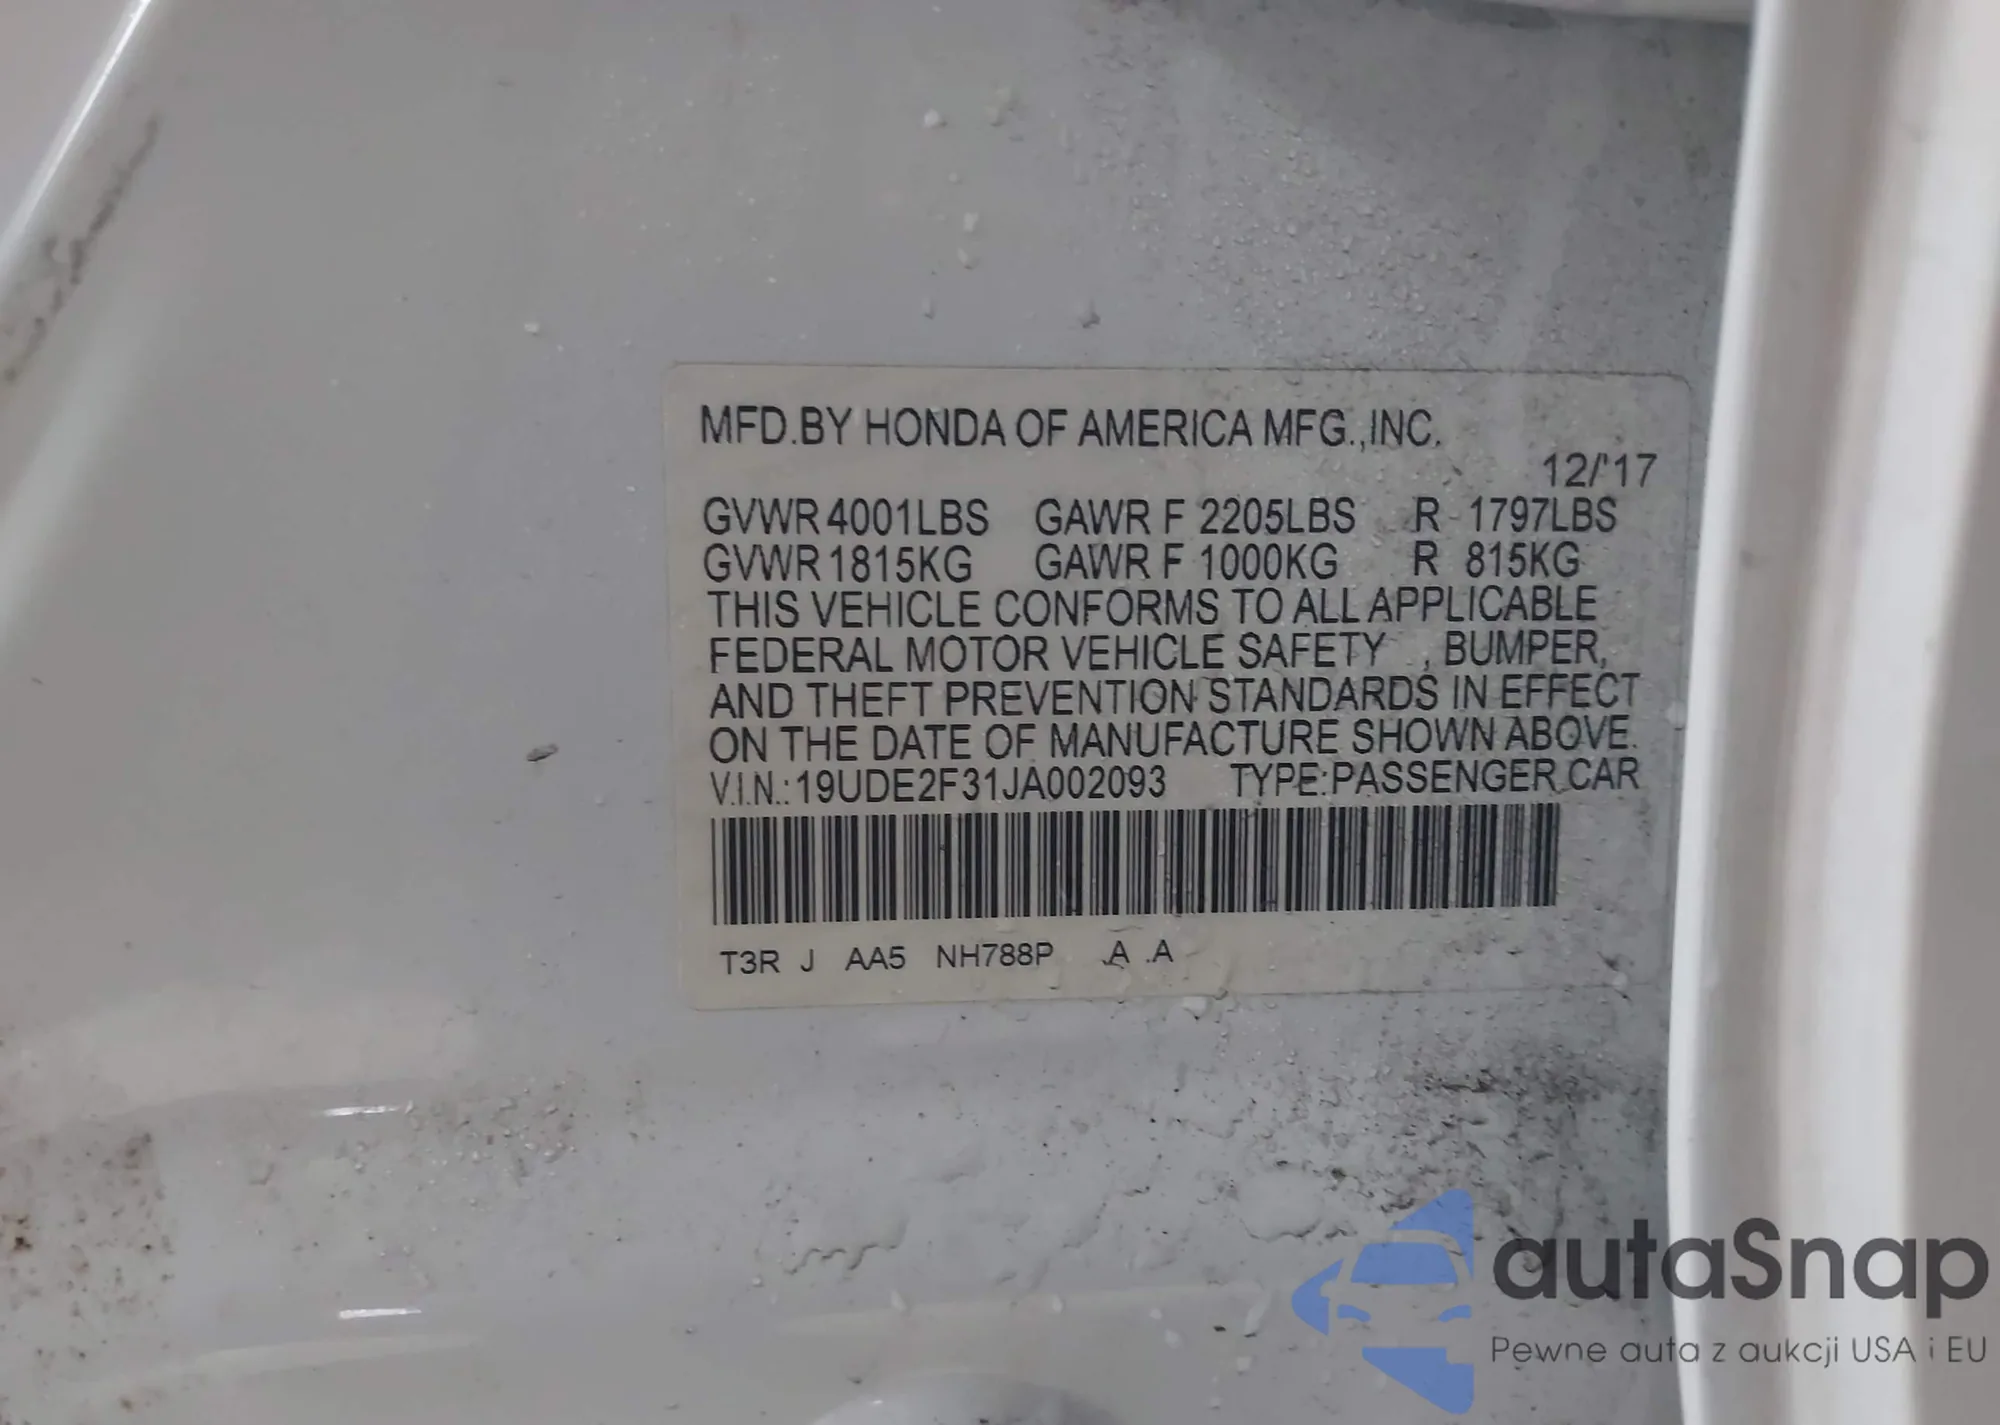 MFD.BY HONDA OF AMERICA MFG.,INC.
12/'17
GVWR 4001LBS GAWR F 2205LBS R 1797LBS
GVWR 1815KG GAWR F 1000KG R 815KG
THIS VEHICLE CONFORMS TO ALL APPLICABLE
FEDERAL MOTOR VEHICLE SAFETY , BUMPER,
AND THEFT PREVENTION STANDARDS IN EFFECT
ON THE DATE OF MANUFACTURE SHOWN ABOVE.
V.I.N.:19UDE2F31JA002093 TYPE:PASSENGER CAR
T3R J AA5 NH788P .A .A
autaSnap
Pewne auta z aukcji USA i EU